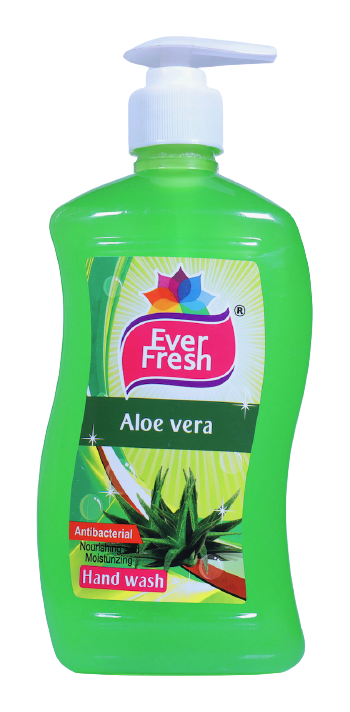 ®
Ever
Fresh
Aloe vera
Antibacterial
Nourishing
Moisturizing
Hand wash